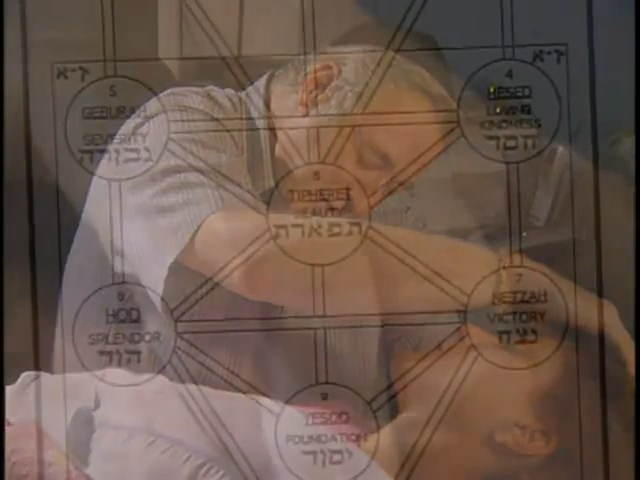 5
GEBURAH
SEVERITY
גבורה
4
HESED
LOVING
KINDNESS
חסד
6
TIPHERET
BEAUTY
תפארת
8
HOD
SPLENDOR
הוד
7
NETZAH
VICTORY
נצח
9
YESOD
FOUNDATION
יסוד